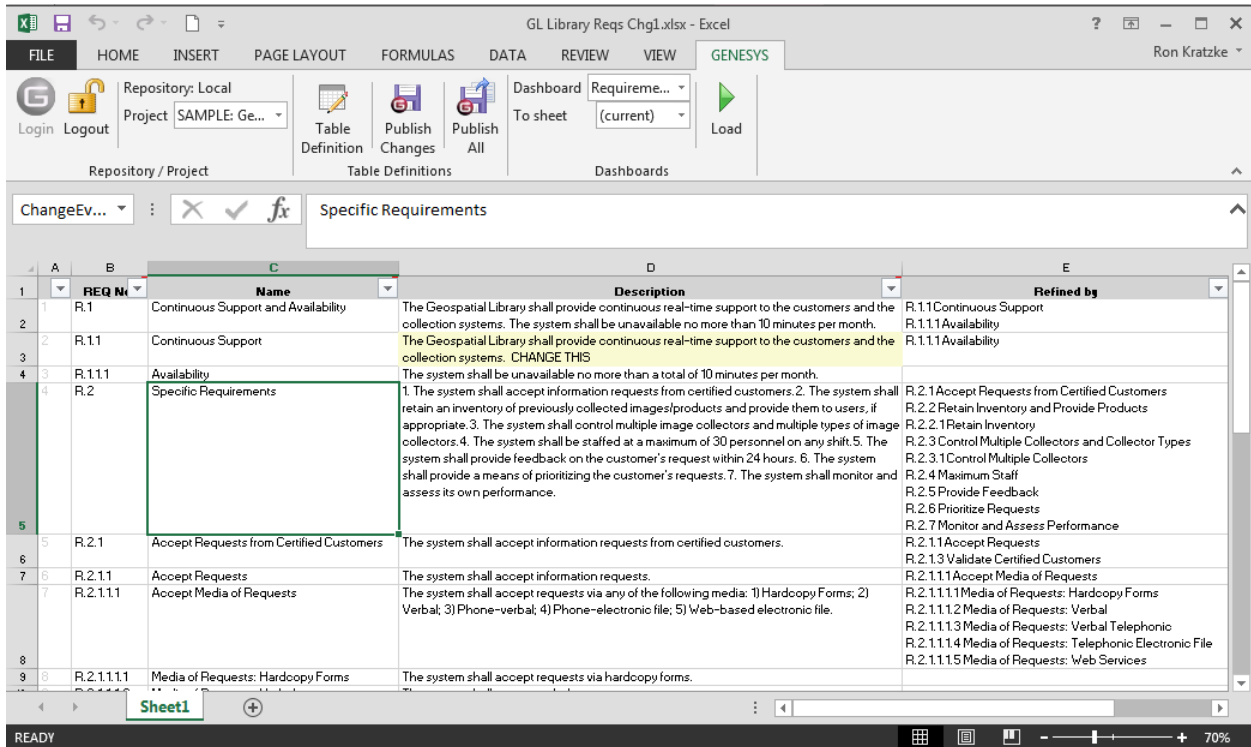 GL Library Reqs Chg1.xlsx - Excel
?
FILE HOME INSERT PAGE LAYOUT FORMULAS DATA REVIEW VIEW GENESYS Ron Kratzke
Repository: Local
Project SAMPLE: Ge...
Login Logout
Repository / Project
Table Definition
Publish Changes
Publish All
Table Definitions
Dashboard Requireme...
To sheet (current)
Load
Dashboards
ChangeEv... fx Specific Requirements
A B C D E
1 REQ Name Description Refined by
2 1 R.1 Continuous Support and Availability The Geospatial Library shall provide continuous real-time support to the customers and the R.1.1 Continuous Support
collection systems. The system shall be unavailable no more than 10 minutes per month. R.1.1.1 Availability
3 2 R.1.1 Continuous Support The Geospatial Library shall provide continuous real-time support to the customers and the R.1.1.1 Availability
collection systems. CHANGE THIS
4 3 R.1.1.1 Availability The system shall be unavailable no more than a total of 10 minutes per month.
5 4 R.2 Specific Requirements 1. The system shall accept information requests from certified customers.2. The system shall R.2.1 Accept Requests from Certified Customers
retain an inventory of previously collected images/products and provide them to users, if R.2.2 Retain Inventory and Provide Products
appropriate.3. The system shall control multiple image collectors and multiple types of image R.2.2.1 Retain Inventory
collectors.4. The system shall be staffed at a maximum of 30 personnel on any shift.5. The R.2.3 Control Multiple Collectors and Collector Types
system shall provide feedback on the customer's request within 24 hours. 6. The system R.2.3.1 Control Multiple Collectors
shall provide a means of prioritizing the customer's requests. 7. The system shall monitor and R.2.4 Maximum Staff
assess its own performance. R.2.5 Provide Feedback
R.2.6 Prioritize Requests
R.2.7 Monitor and Assess Performance
6 5 R.2.1 Accept Requests from Certified Customers The system shall accept information requests from certified customers. R.2.1.1 Accept Requests
R.2.1.3 Validate Certified Customers
7 6 R.2.1.1 Accept Requests The system shall accept information requests. R.2.1.1.1 Accept Media of Requests
8 7 R.2.1.1.1 Accept Media of Requests The system shall accept requests via any of the following media: 1) Hardcopy Forms; 2) R.2.1.1.1.1 Media of Requests: Hardcopy Forms
Verbal; 3) Phone-verbal; 4) Phone-electronic file; 5) Web-based electronic file. R.2.1.1.1.2 Media of Requests: Verbal
R.2.1.1.1.3 Media of Requests: Verbal Telephonic
R.2.1.1.1.4 Media of Requests: Telephonic Electronic File
R.2.1.1.1.5 Media of Requests: Web Services
9 8 R.2.1.1.1.1 Media of Requests: Hardcopy Forms The system shall accept requests via hardcopy forms.
Sheet1
READY 70%